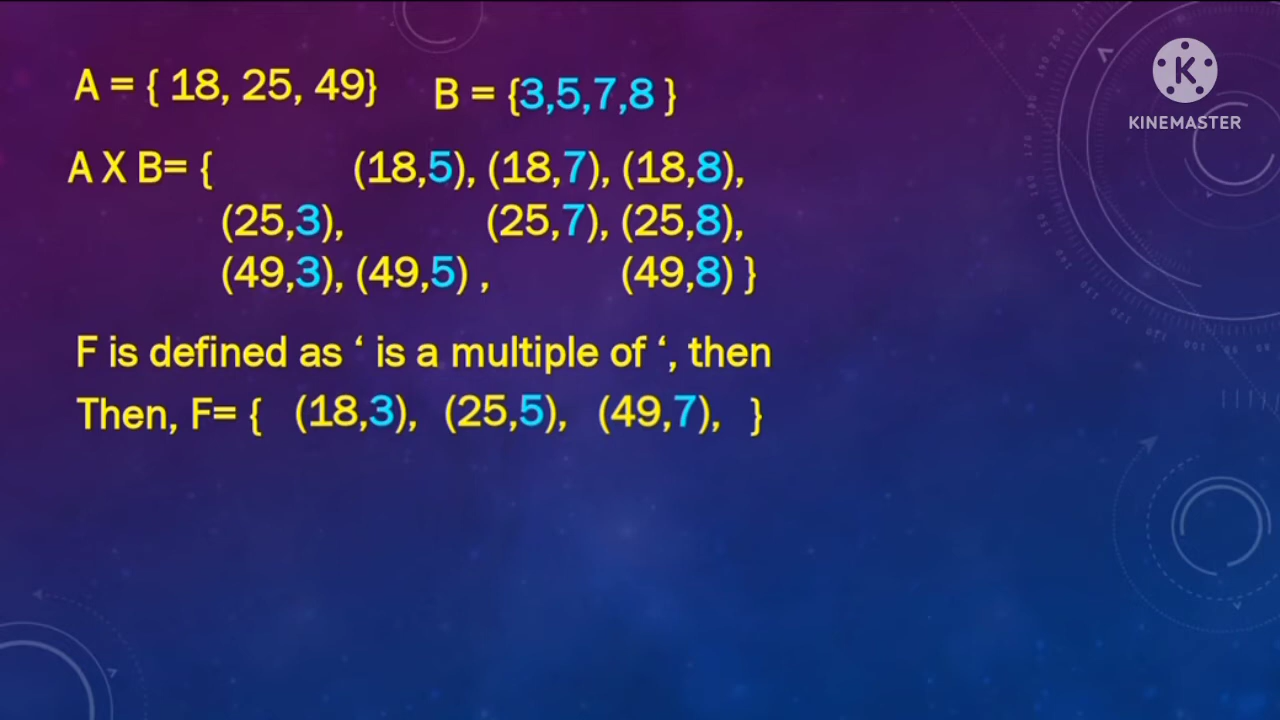 A = { 18, 25, 49} B = {3,5,7,8 }
KINEMASTER
A X B= { (18,5), (18,7), (18,8),
(25,3), (25,7), (25,8),
(49,3), (49,5) , (49,8) }
F is defined as ‘ is a multiple of ‘, then
Then, F= { (18,3), (25,5), (49,7), }